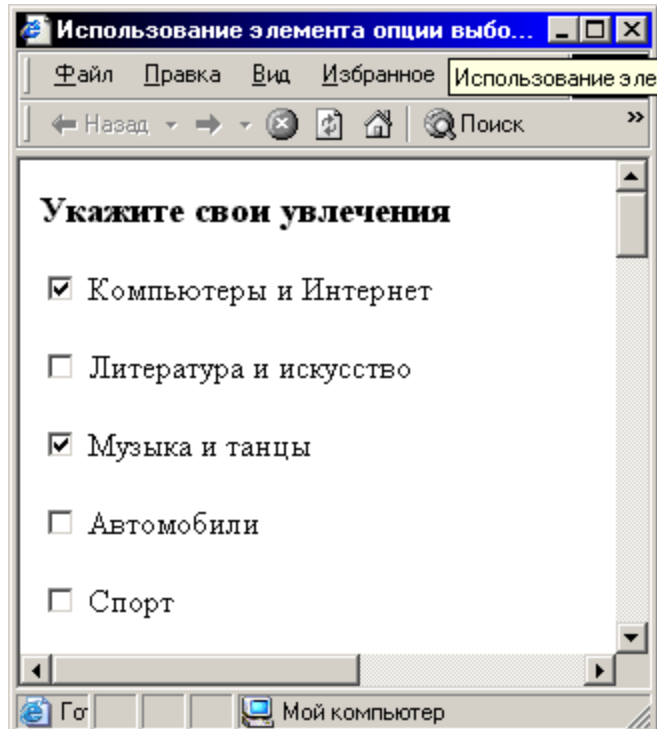 Использование элемента опции выбо...
Файл Правка Вид Избранное
Использование эле
Назад Поиск »
Укажите свои увлечения
Компьютеры и Интернет
Литература и искусство
Музыка и танцы
Автомобили
Спорт
Гот Мой компьютер